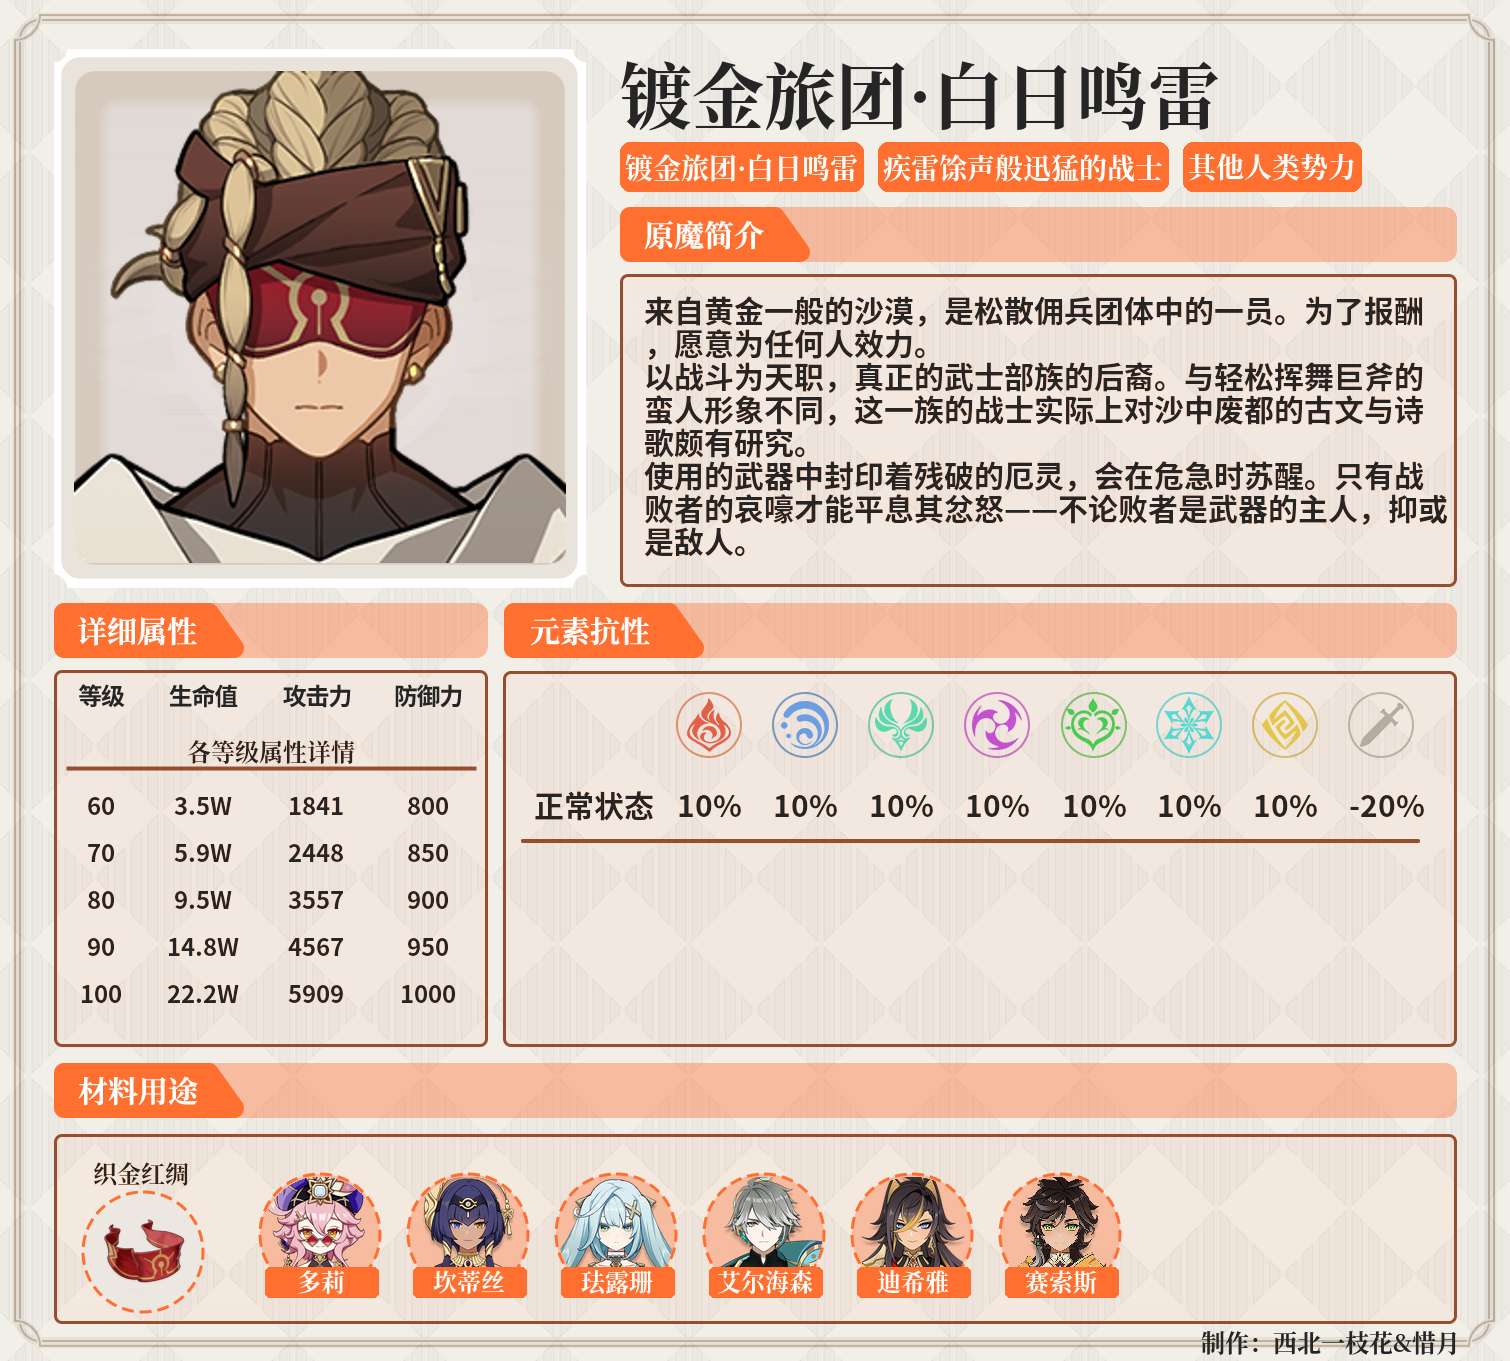 镀金旅团·白日鸣雷
镀金旅团·白日鸣雷 疾雷馀声般迅猛的战士 其他人类势力
原魔简介
来自黄金一般的沙漠，是松散佣兵团体中的一员。为了报酬
，愿意为任何人效力。
以战斗为天职，真正的武士部族的后裔。与轻松挥舞巨斧的
蛮人形象不同，这一族的战士实际上对沙中废都的古文与诗
歌颇有研究。
使用的武器中封印着残破的厄灵，会在危急时苏醒。只有战
败者的哀嚎才能平息其忿怒——不论败者是武器的主人，抑或
是敌人。
详细属性
等级 生命值 攻击力 防御力
各等级属性详情
60 3.5W 1841 800
70 5.9W 2448 850
80 9.5W 3557 900
90 14.8W 4567 950
100 22.2W 5909 1000
元素抗性
正常状态 10% 10% 10% 10% 10% 10% 10% -20%
材料用途
织金红绸
多莉 坎蒂丝 珐露珊 艾尔海森 迪希雅 赛索斯
制作：西北一枝花&惜月